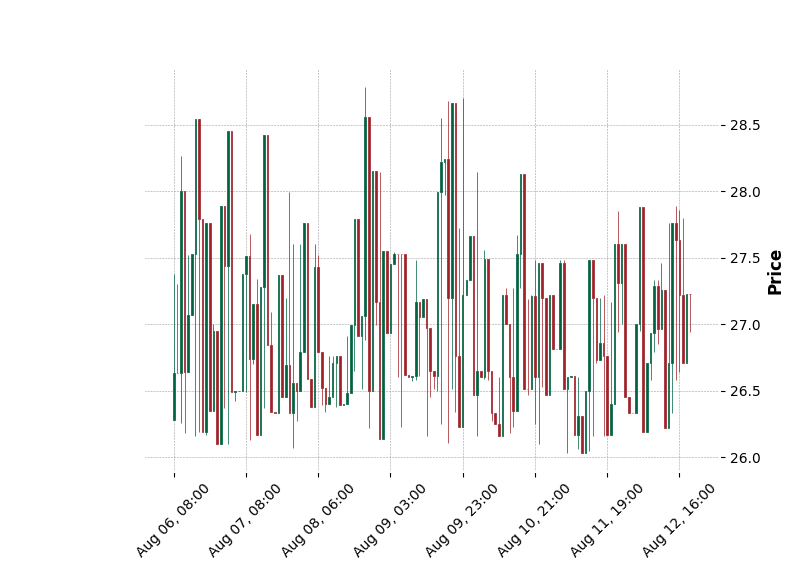 28.5
28.0
27.5
27.0
26.5
26.0
Price
Aug 06, 08:00
Aug 07, 08:00
Aug 08, 06:00
Aug 09, 03:00
Aug 09, 23:00
Aug 10, 21:00
Aug 11, 19:00
Aug 12, 16:00